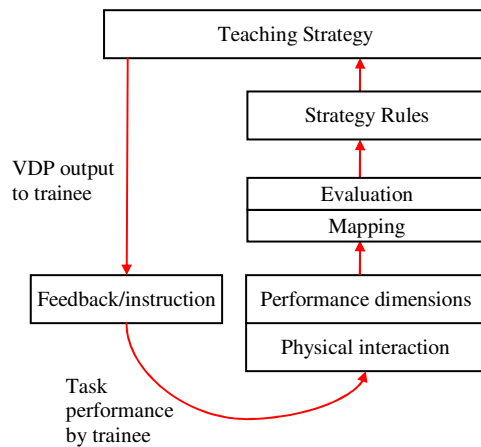 Teaching Strategy
Strategy Rules
VDP output
to trainee
Evaluation
Mapping
Feedback/instruction
Performance dimensions
Physical interaction
Task
performance
by trainee